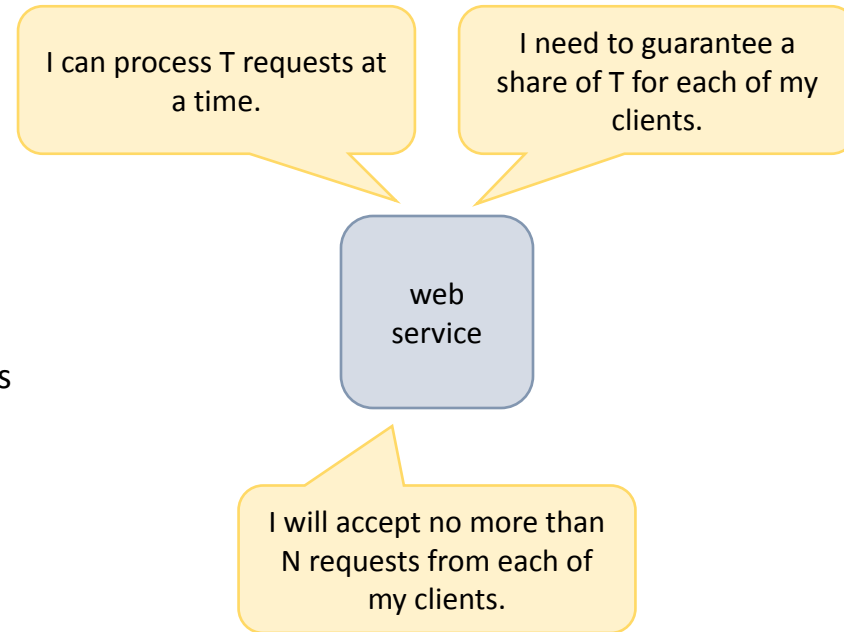 I can process T requests at
a time.
I need to guarantee a
share of T for each of my
clients.
web
service
s
I will accept no more than
N requests from each of
my clients.